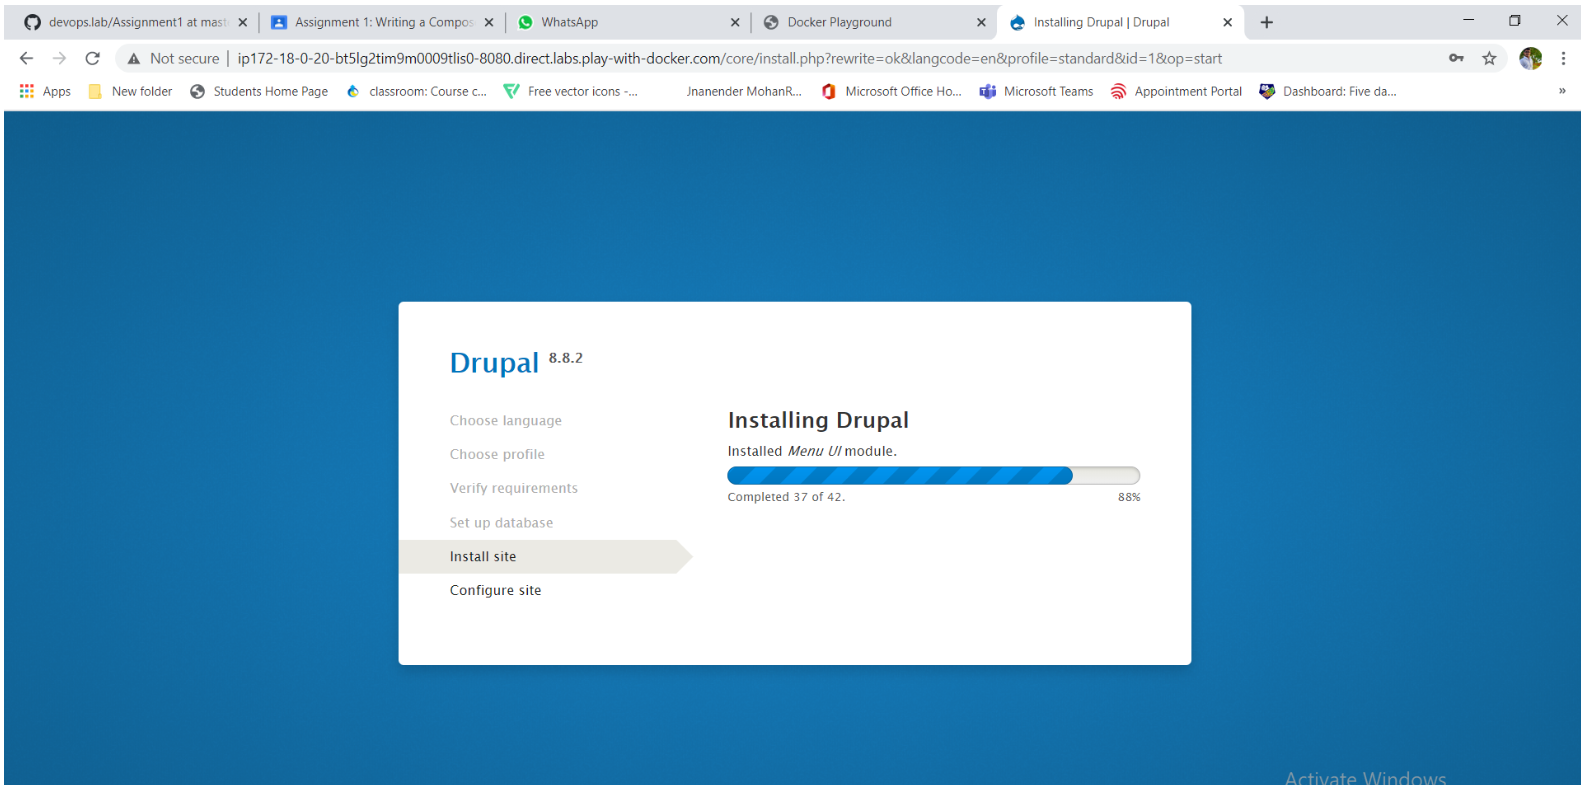 devops.lab/Assignment1 at mast
Assignment 1: Writing a Compos
WhatsApp
Docker Playground
Installing Drupal | Drupal
Not secure | ip172-18-0-20-bt5lg2tim9m0009tlis0-8080.direct.labs.play-with-docker.com/core/install.php?rewrite=ok&langcode=en&profile=standard&id=1&op=start
Apps New folder Students Home Page classroom: Course c... Free vector icons -... Jnanender MohanR... Microsoft Office Ho... Microsoft Teams Appointment Portal Dashboard: Five da... »
Drupal 8.8.2
Choose language
Choose profile
Verify requirements
Set up database
Install site
Configure site
Installing Drupal
Installed Menu UI module.
Completed 37 of 42. 88%
Activate Windows